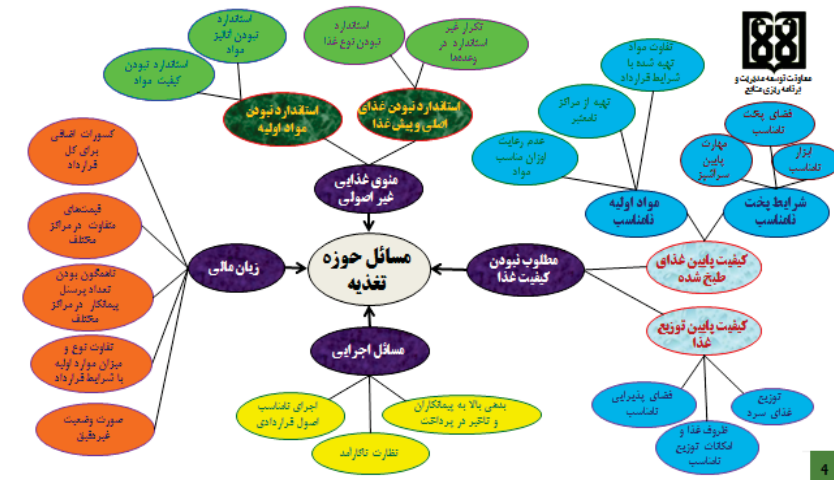 استاندارد
نبودن آنالیز
مواد
استاندارد نبودن
کیفیت مواد
استاندارد
نبودن نوع غذا
تکرار غیر
استاندارد در
وعده‌ها
استاندارد نبودن
مواد اولیه
استاندارد نبودن غذای
اصلی و پیش غذا
منوی غذایی
غیر اصولی
معاونت توسعه مدیریت و
برنامه ریزی منابع
تفاوت مواد
تهیه شده با
شرایط قرارداد
تهیه از مراکز
نامعتبر
عدم رعایت
اوزان مناسب
مواد
مواد اولیه
نامناسب
فضای پخت
نامناسب
مهارت
پایین
سرآشپز
ابزار
نامناسب
شرایط پخت
نامناسب
کیفیت پایین غذای
طبخ شده
مطلوب نبودن
کیفیت غذا
مسائل حوزه
تغذیه
زیان مالی
کسورات اضافی
برای کل
قرارداد
قیمت‌های
متفاوت در مراکز
مختلف
ناهمگون بودن
تعداد پرسنل
پیمانکار در مراکز
مختلف
تفاوت نوع و
میزان موارد اولیه
با شرایط قرارداد
صورت وضعیت
غیردقیق
مسائل اجرایی
اجرای نامناسب
اصول قراردادی
نظارت ناکارآمد
بدهی بالا به پیمانکاران
و تاخیر در پرداخت
کیفیت پایین توزیع
غذا
فضای پذیرایی
نامناسب
ظروف غذا و
امکانات توزیع
نامناسب
توزیع
غذای سرد
4